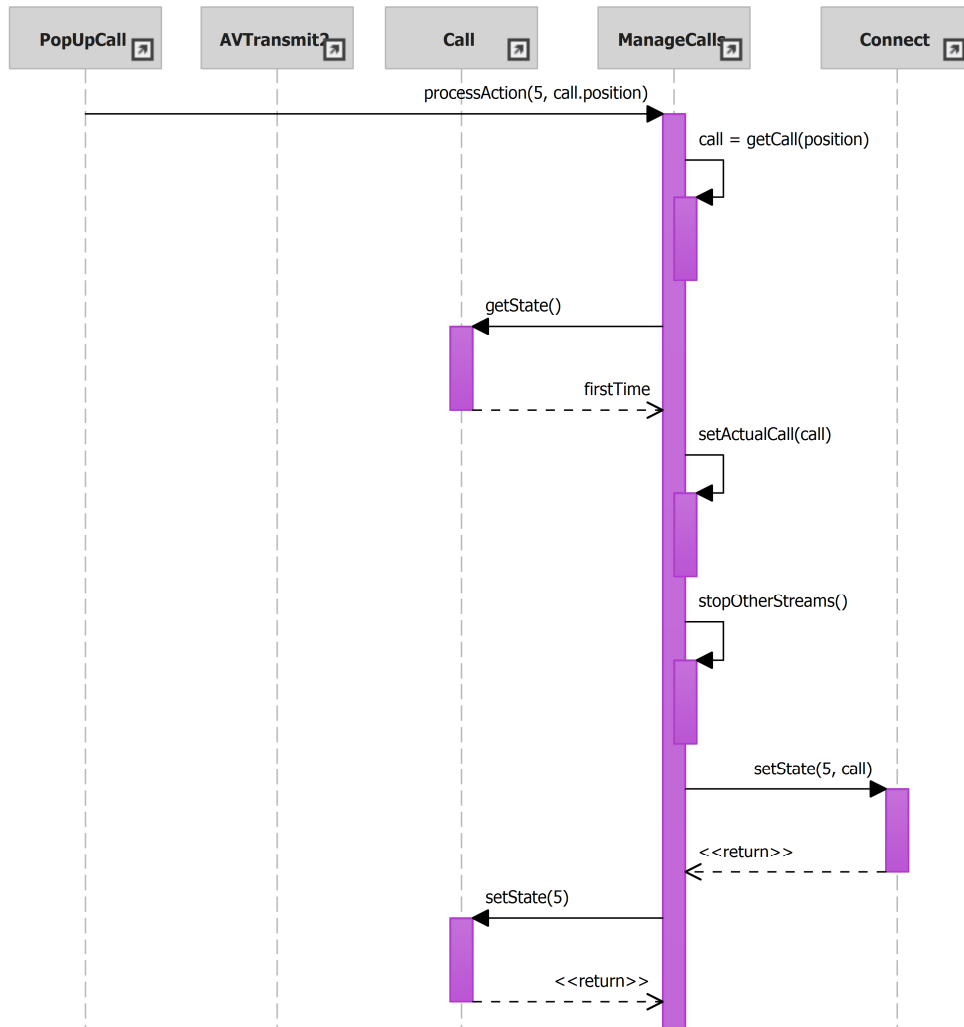 PopUpCall
AVTransmit2
Call
ManageCalls
Connect
processAction(5, call.position)
call = getCall(position)
getState()
firstTime
setActualCall(call)
stopOtherStreams()
setState(5, call)
<<return>>
setState(5)
<<return>>